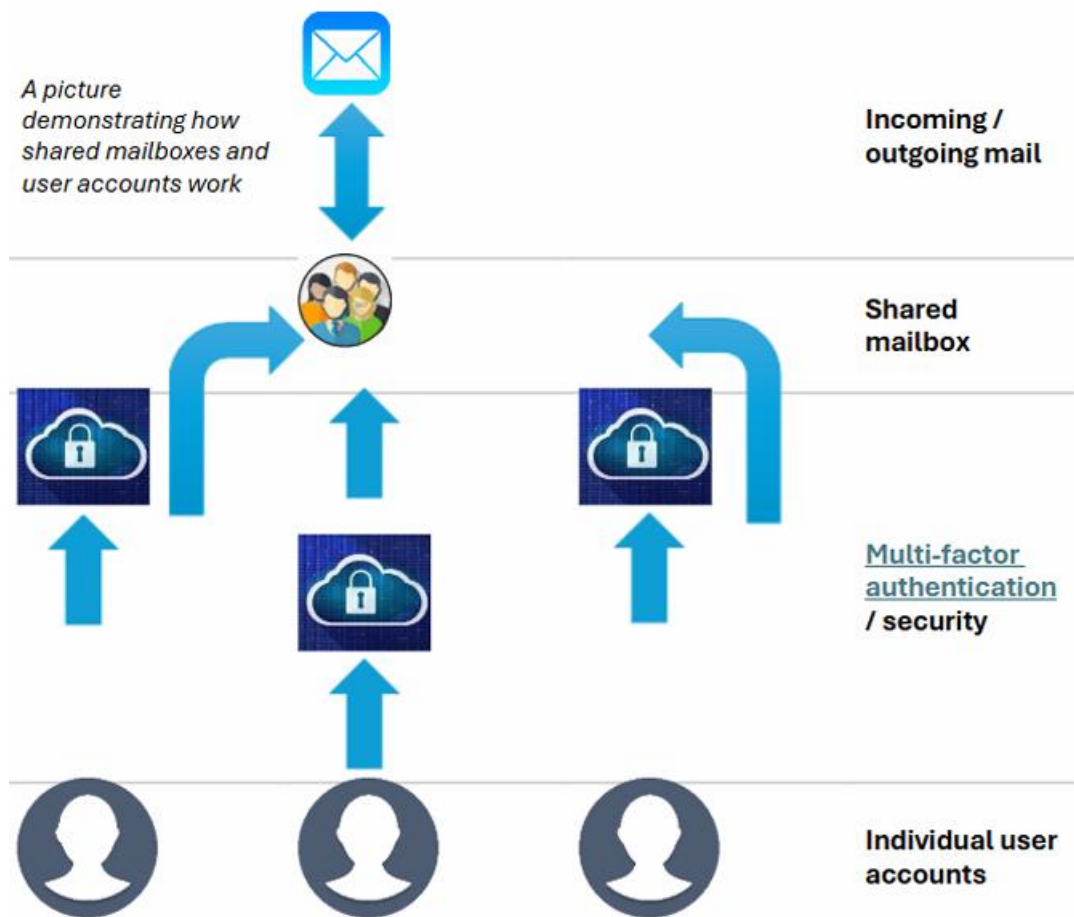 A picture
demonstrating how
shared mailboxes and
user accounts work
Incoming /
outgoing mail
Shared
mailbox
Multi-factor
authentication
/ security
Individual user
accounts